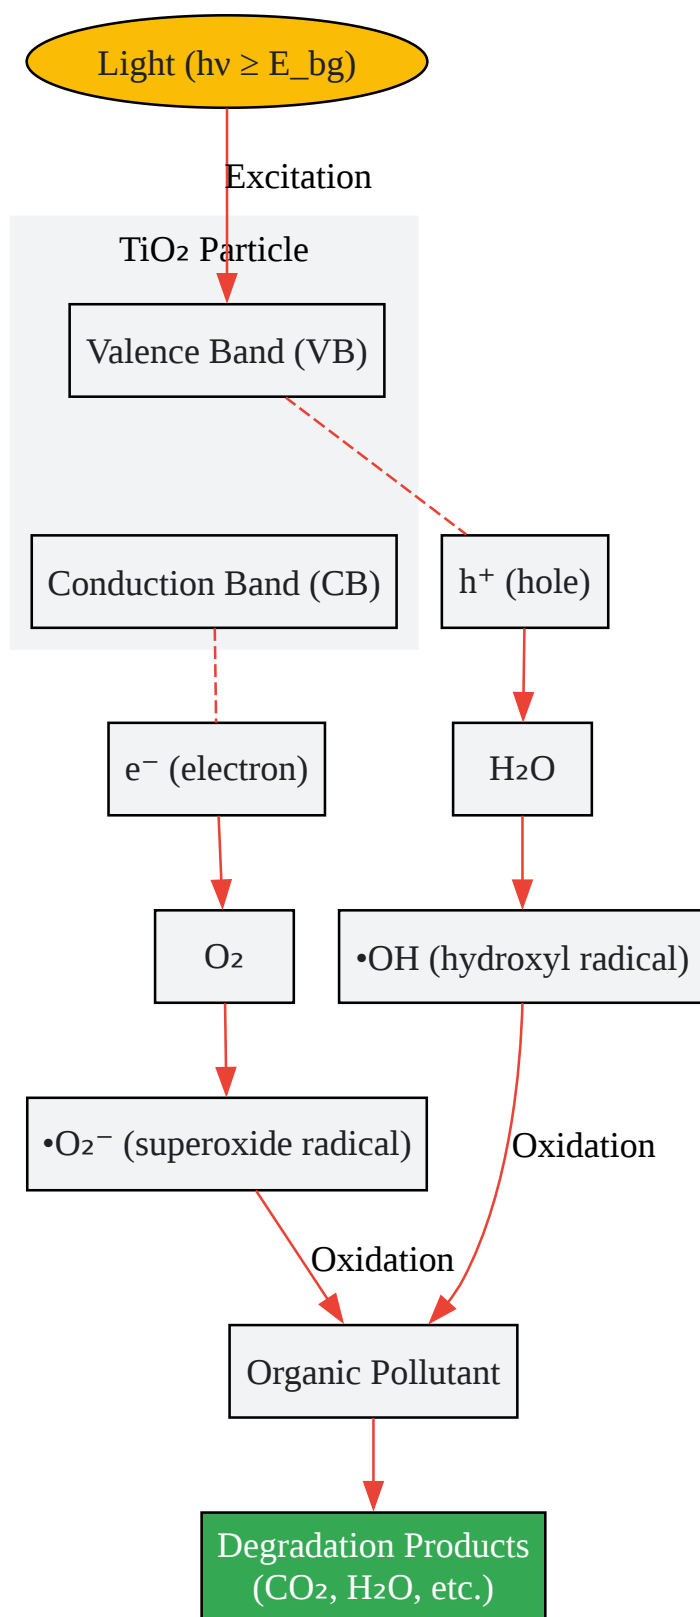 Light (hν ≥ E_bg)
Excitation
TiO₂ Particle
Valence Band (VB)
Conduction Band (CB)
h⁺ (hole)
e⁻ (electron)
H₂O
O₂
•OH (hydroxyl radical)
•O₂⁻ (superoxide radical)
Oxidation
Oxidation
Organic Pollutant
Degradation Products
(CO₂, H₂O, etc.)